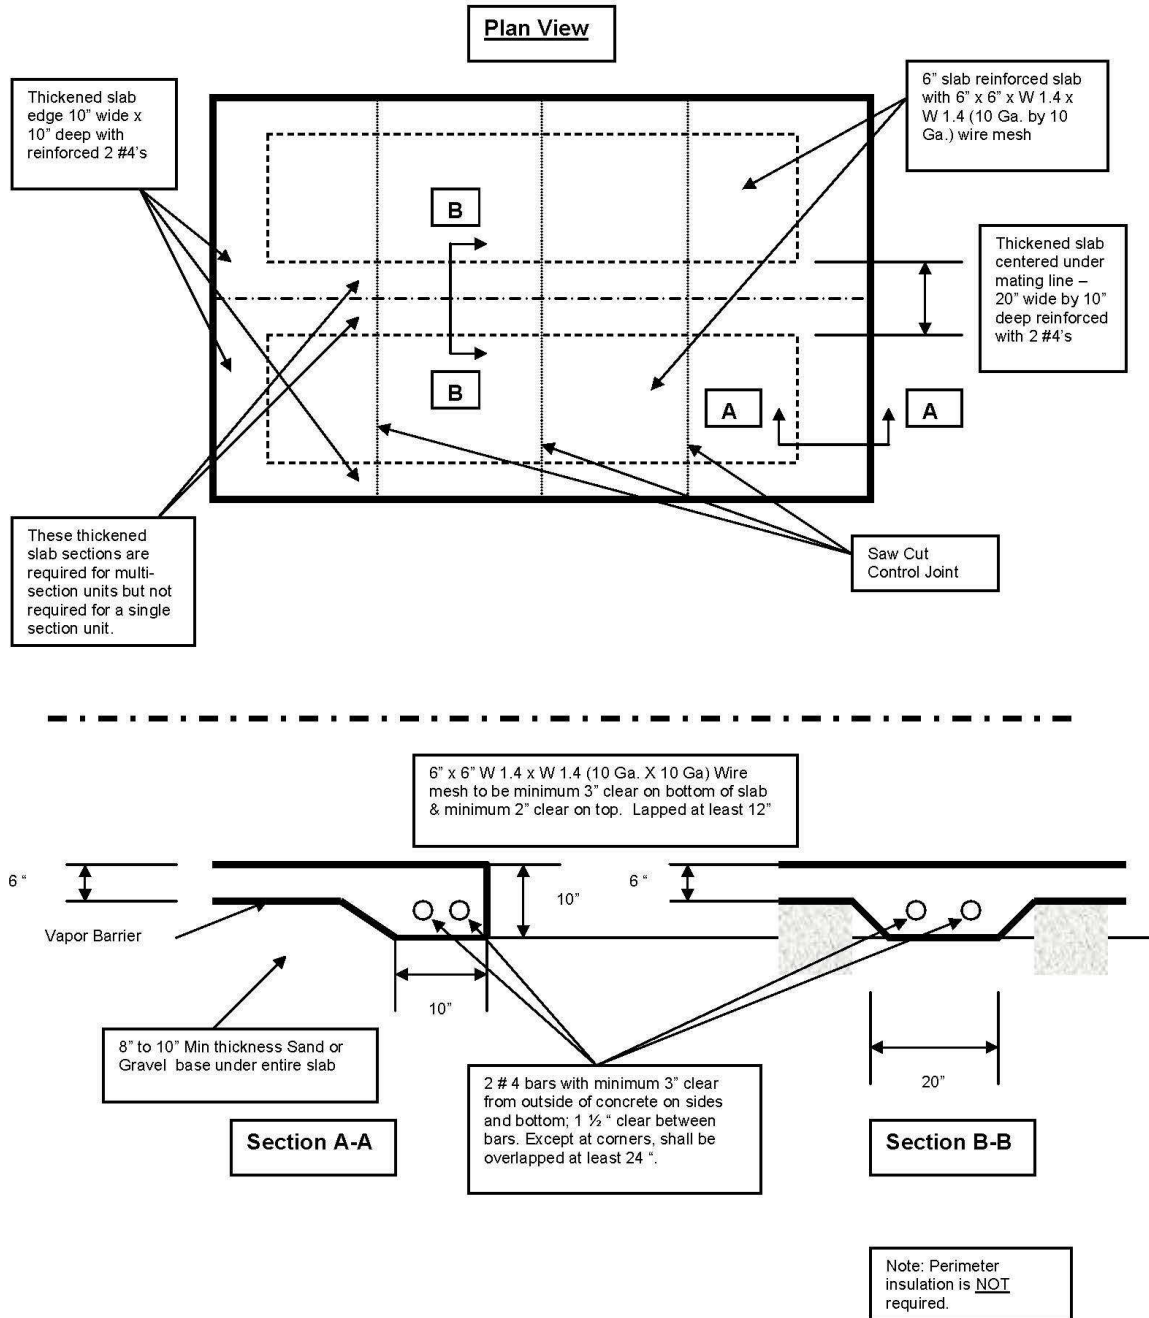 Plan View
Thickened slab
edge 10” wide x
10” deep with
reinforced 2 #4’s
6” slab reinforced slab
with 6” x 6” x W 1.4 x
W 1.4 (10 Ga. by 10
Ga.) wire mesh
B
Thickened slab
centered under
mating line –
20” wide by 10”
deep reinforced
with 2 #4’s
B
A
A
These thickened
slab sections are
required for multi-
section units but not
required for a single
section unit.
Saw Cut
Control Joint
6” x 6” W 1.4 x W 1.4 (10 Ga. X 10 Ga) Wire
mesh to be minimum 3” clear on bottom of slab
& minimum 2” clear on top.  Lapped at least 12”
6 “
10”
6 “
Vapor Barrier
10”
8” to 10” Min thickness Sand or
Gravel  base under entire slab
2 # 4 bars with minimum 3” clear
from outside of concrete on sides
and bottom; 1 ½ “ clear between
bars. Except at corners, shall be
overlapped at least 24 “.
20”
Section A-A
Section B-B
Note: Perimeter
insulation is NOT
required.